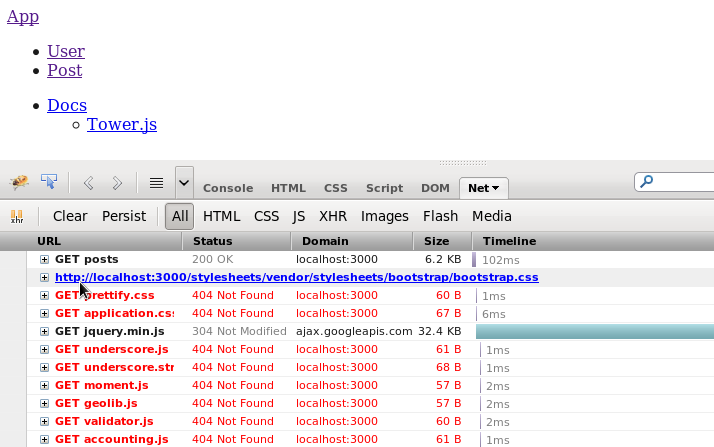 App
User
Post
Docs
Tower.js
Console HTML CSS Script DOM Net
xhr Clear Persist All HTML CSS JS XHR Images Flash Media
URL Status Domain Size Timeline
GET posts 200 OK localhost:3000 6.2 KB 102ms
http://localhost:3000/stylesheets/vendor/stylesheets/bootstrap/bootstrap.css
GET prettify.css 404 Not Found localhost:3000 60 B 1ms
GET application.cs 404 Not Found localhost:3000 67 B 6ms
GET jquery.min.js 304 Not Modified ajax.googleapis.com 32.4 KB
GET underscore.js 404 Not Found localhost:3000 61 B 1ms
GET underscore.str 404 Not Found localhost:3000 68 B 1ms
GET moment.js 404 Not Found localhost:3000 57 B 2ms
GET geolib.js 404 Not Found localhost:3000 57 B 2ms
GET validator.js 404 Not Found localhost:3000 60 B 2ms
GET accounting.js 404 Not Found localhost:3000 61 B 1ms